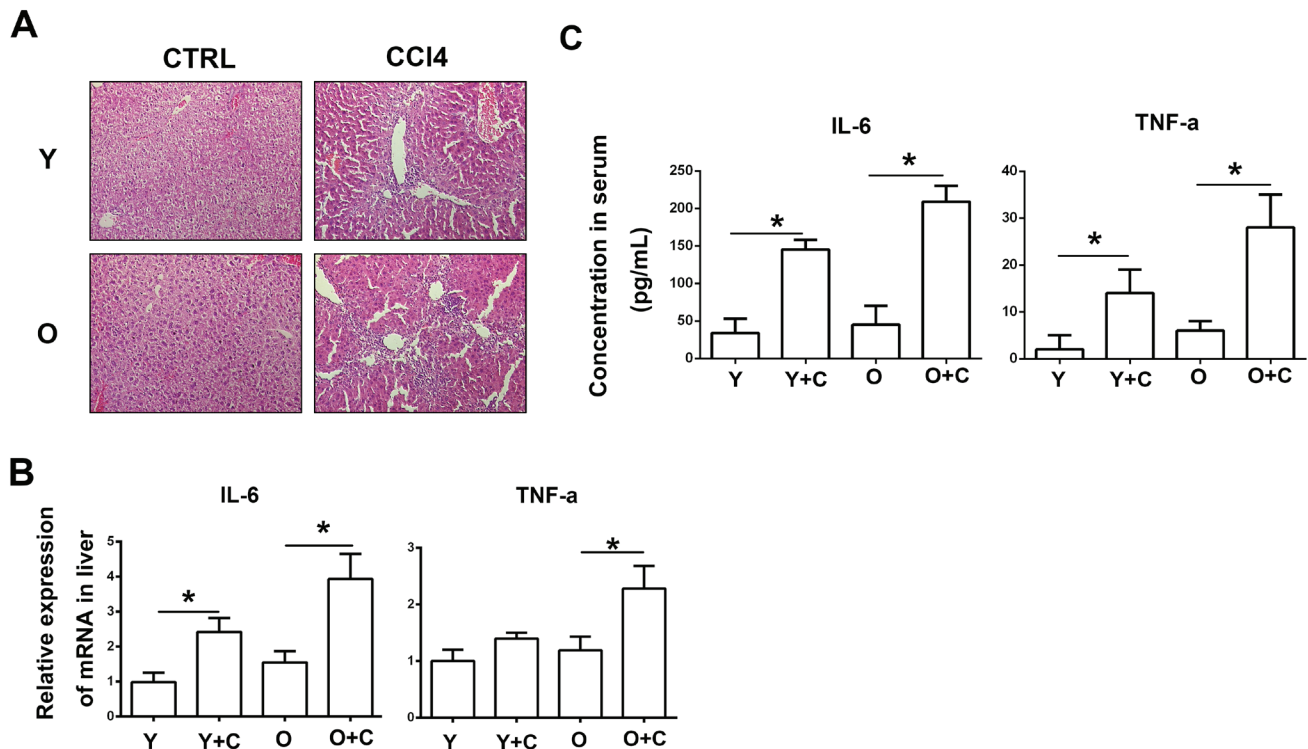 A
CTRL
CCl4
Y
O
B
IL-6
Relative expression
of mRNA in liver
5
4
3
2
1
0
*
*
Y
Y+C
O
O+C
TNF-a
3
2
1
0
*
Y
Y+C
O
O+C
C
IL-6
Concentration in serum
(pg/mL)
250
200
150
100
50
0
*
*
Y
Y+C
O
O+C
TNF-a
40
30
20
10
0
*
*
Y
Y+C
O
O+C